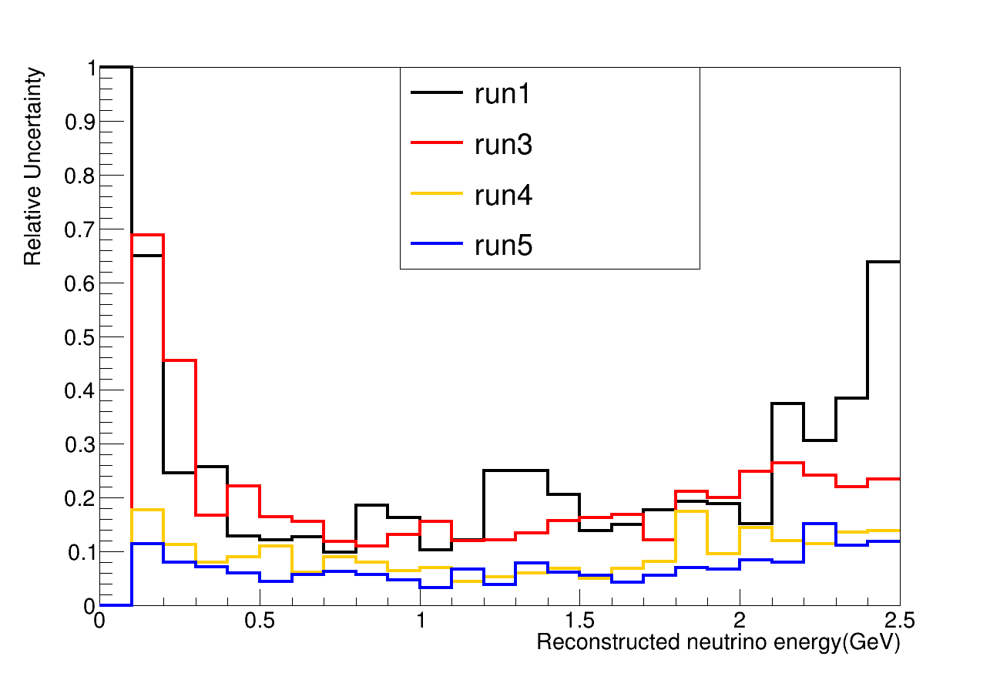 Relative Uncertainty
1
0.9
0.8
0.7
0.6
0.5
0.4
0.3
0.2
0.1
0
run1
run3
run4
run5
0 0.5 1 1.5 2 2.5
Reconstructed neutrino energy(GeV)